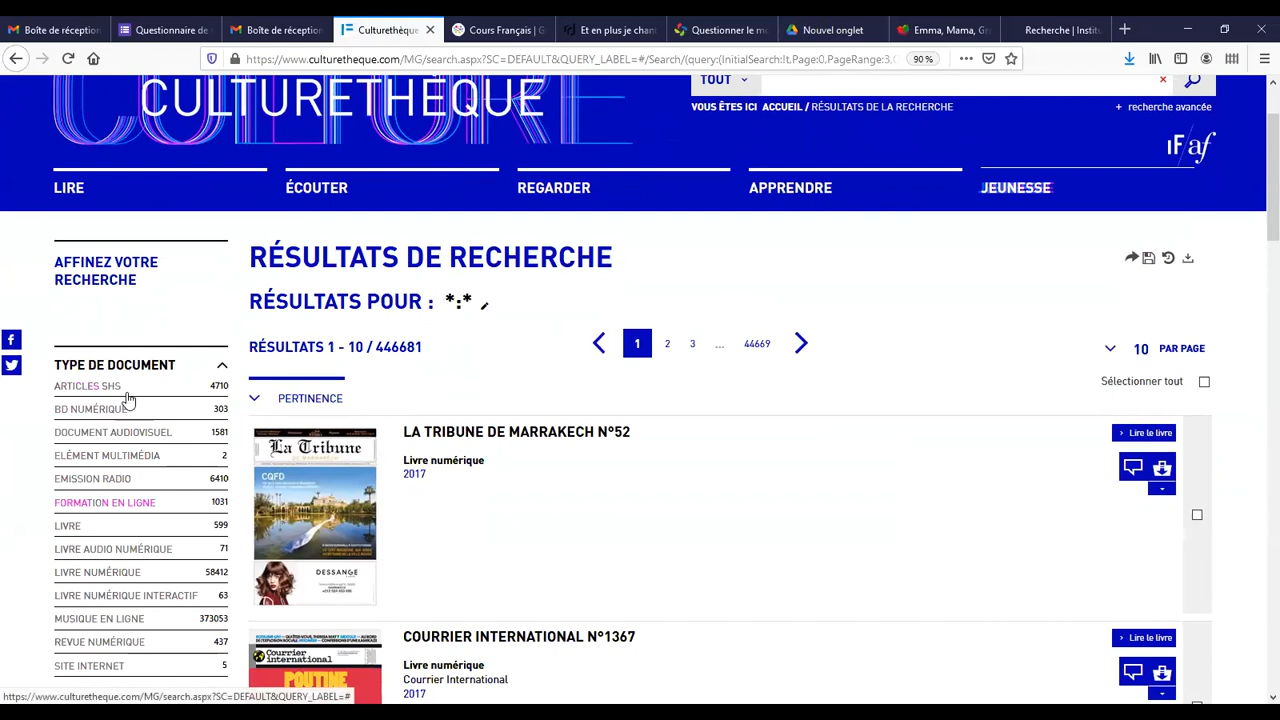 Boîte de réception
Questionnaire de
Boîte de réception
Culturethèque
Cours Français | G
Et en plus je chant
Questionner le m
Nouvel onglet
Emma, Mama, Gr
Recherche | Instit
https://www.culturetheque.com/MG/search.aspx?SC=DEFAULT&QUERY_LABEL=#/Search/(query:(InitialSearch:!t,Page:0,PageRange:3,
90 %
CULTURETHÈQUE
TOUT
VOUS ÊTES ICI ACCUEIL / RÉSULTATS DE LA RECHERCHE
+ recherche avancée
IF/af
LIRE
ÉCOUTER
REGARDER
APPRENDRE
JEUNESSE
AFFINEZ VOTRE
RECHERCHE
RÉSULTATS DE RECHERCHE
RÉSULTATS POUR : *:*
RÉSULTATS 1 - 10 / 446681
1 2 3 ... 44669
10 PAR PAGE
Sélectionner tout
PERTINENCE
TYPE DE DOCUMENT
ARTICLES SHS 4710
BD NUMÉRIQUE 303
DOCUMENT AUDIOVISUEL 1581
ELÉMENT MULTIMÉDIA 2
EMISSION RADIO 6410
FORMATION EN LIGNE 1031
LIVRE 599
LIVRE AUDIO NUMÉRIQUE 71
LIVRE NUMÉRIQUE 58412
LIVRE NUMÉRIQUE INTERACTIF 63
MUSIQUE EN LIGNE 373053
REVUE NUMÉRIQUE 437
SITE INTERNET 5
La Tribune
CQFD
DESSANGE
LA TRIBUNE DE MARRAKECH N°52
Livre numérique
2017
Lire le livre
Courrier
international
POUTINE
COURRIER INTERNATIONAL N°1367
Livre numérique
Courrier International
2017
Lire le livre
https://www.culturetheque.com/MG/search.aspx?SC=DEFAULT&QUERY_LABEL=#